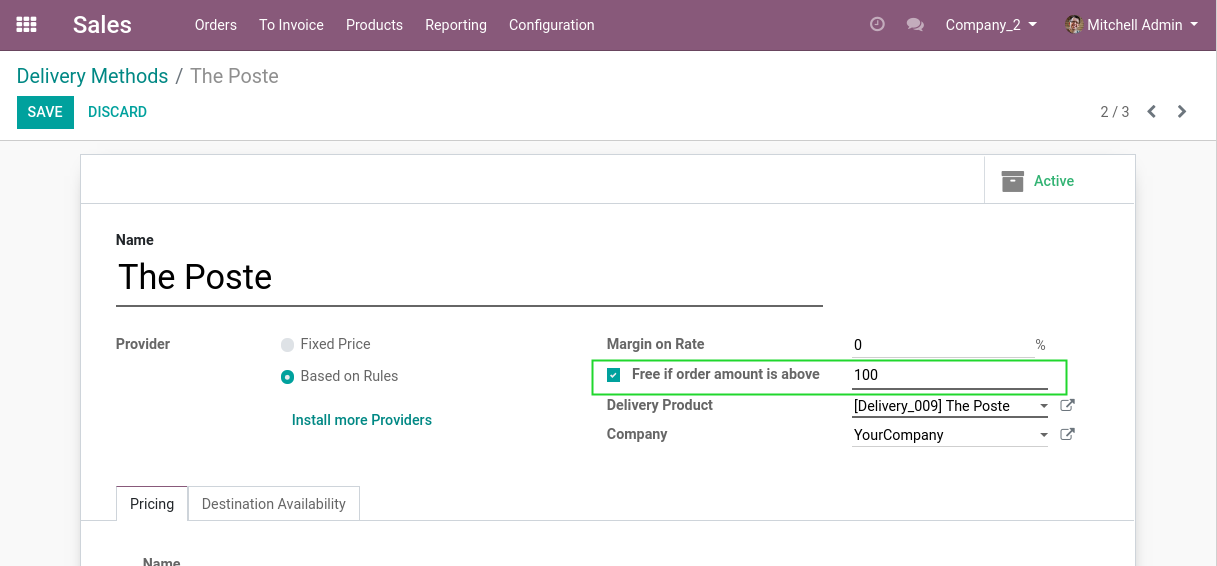 Sales Orders To Invoice Products Reporting Configuration Company_2 Mitchell Admin
Delivery Methods / The Poste
SAVE DISCARD 2 / 3
Active
Name
The Poste
Provider Fixed Price Margin on Rate 0 %
Based on Rules Free if order amount is above 100
Delivery Product [Delivery_009] The Poste
Install more Providers
Company YourCompany
Pricing Destination Availability
Name